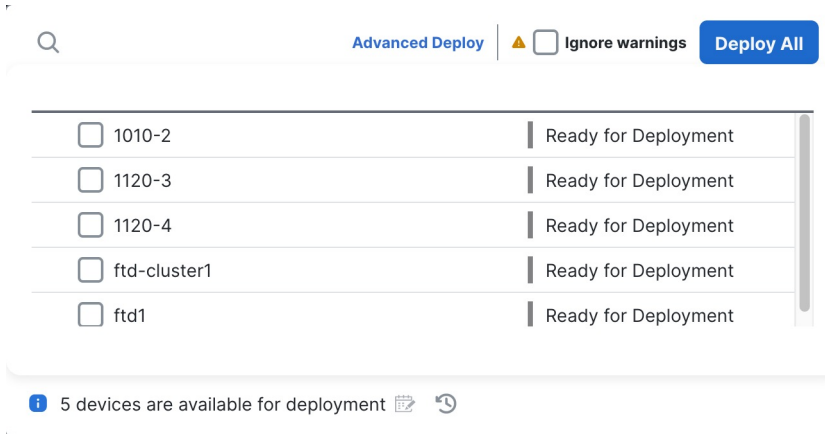 Advanced Deploy Ignore warnings Deploy All
1010-2 Ready for Deployment
1120-3 Ready for Deployment
1120-4 Ready for Deployment
ftd-cluster1 Ready for Deployment
ftd1 Ready for Deployment
5 devices are available for deployment